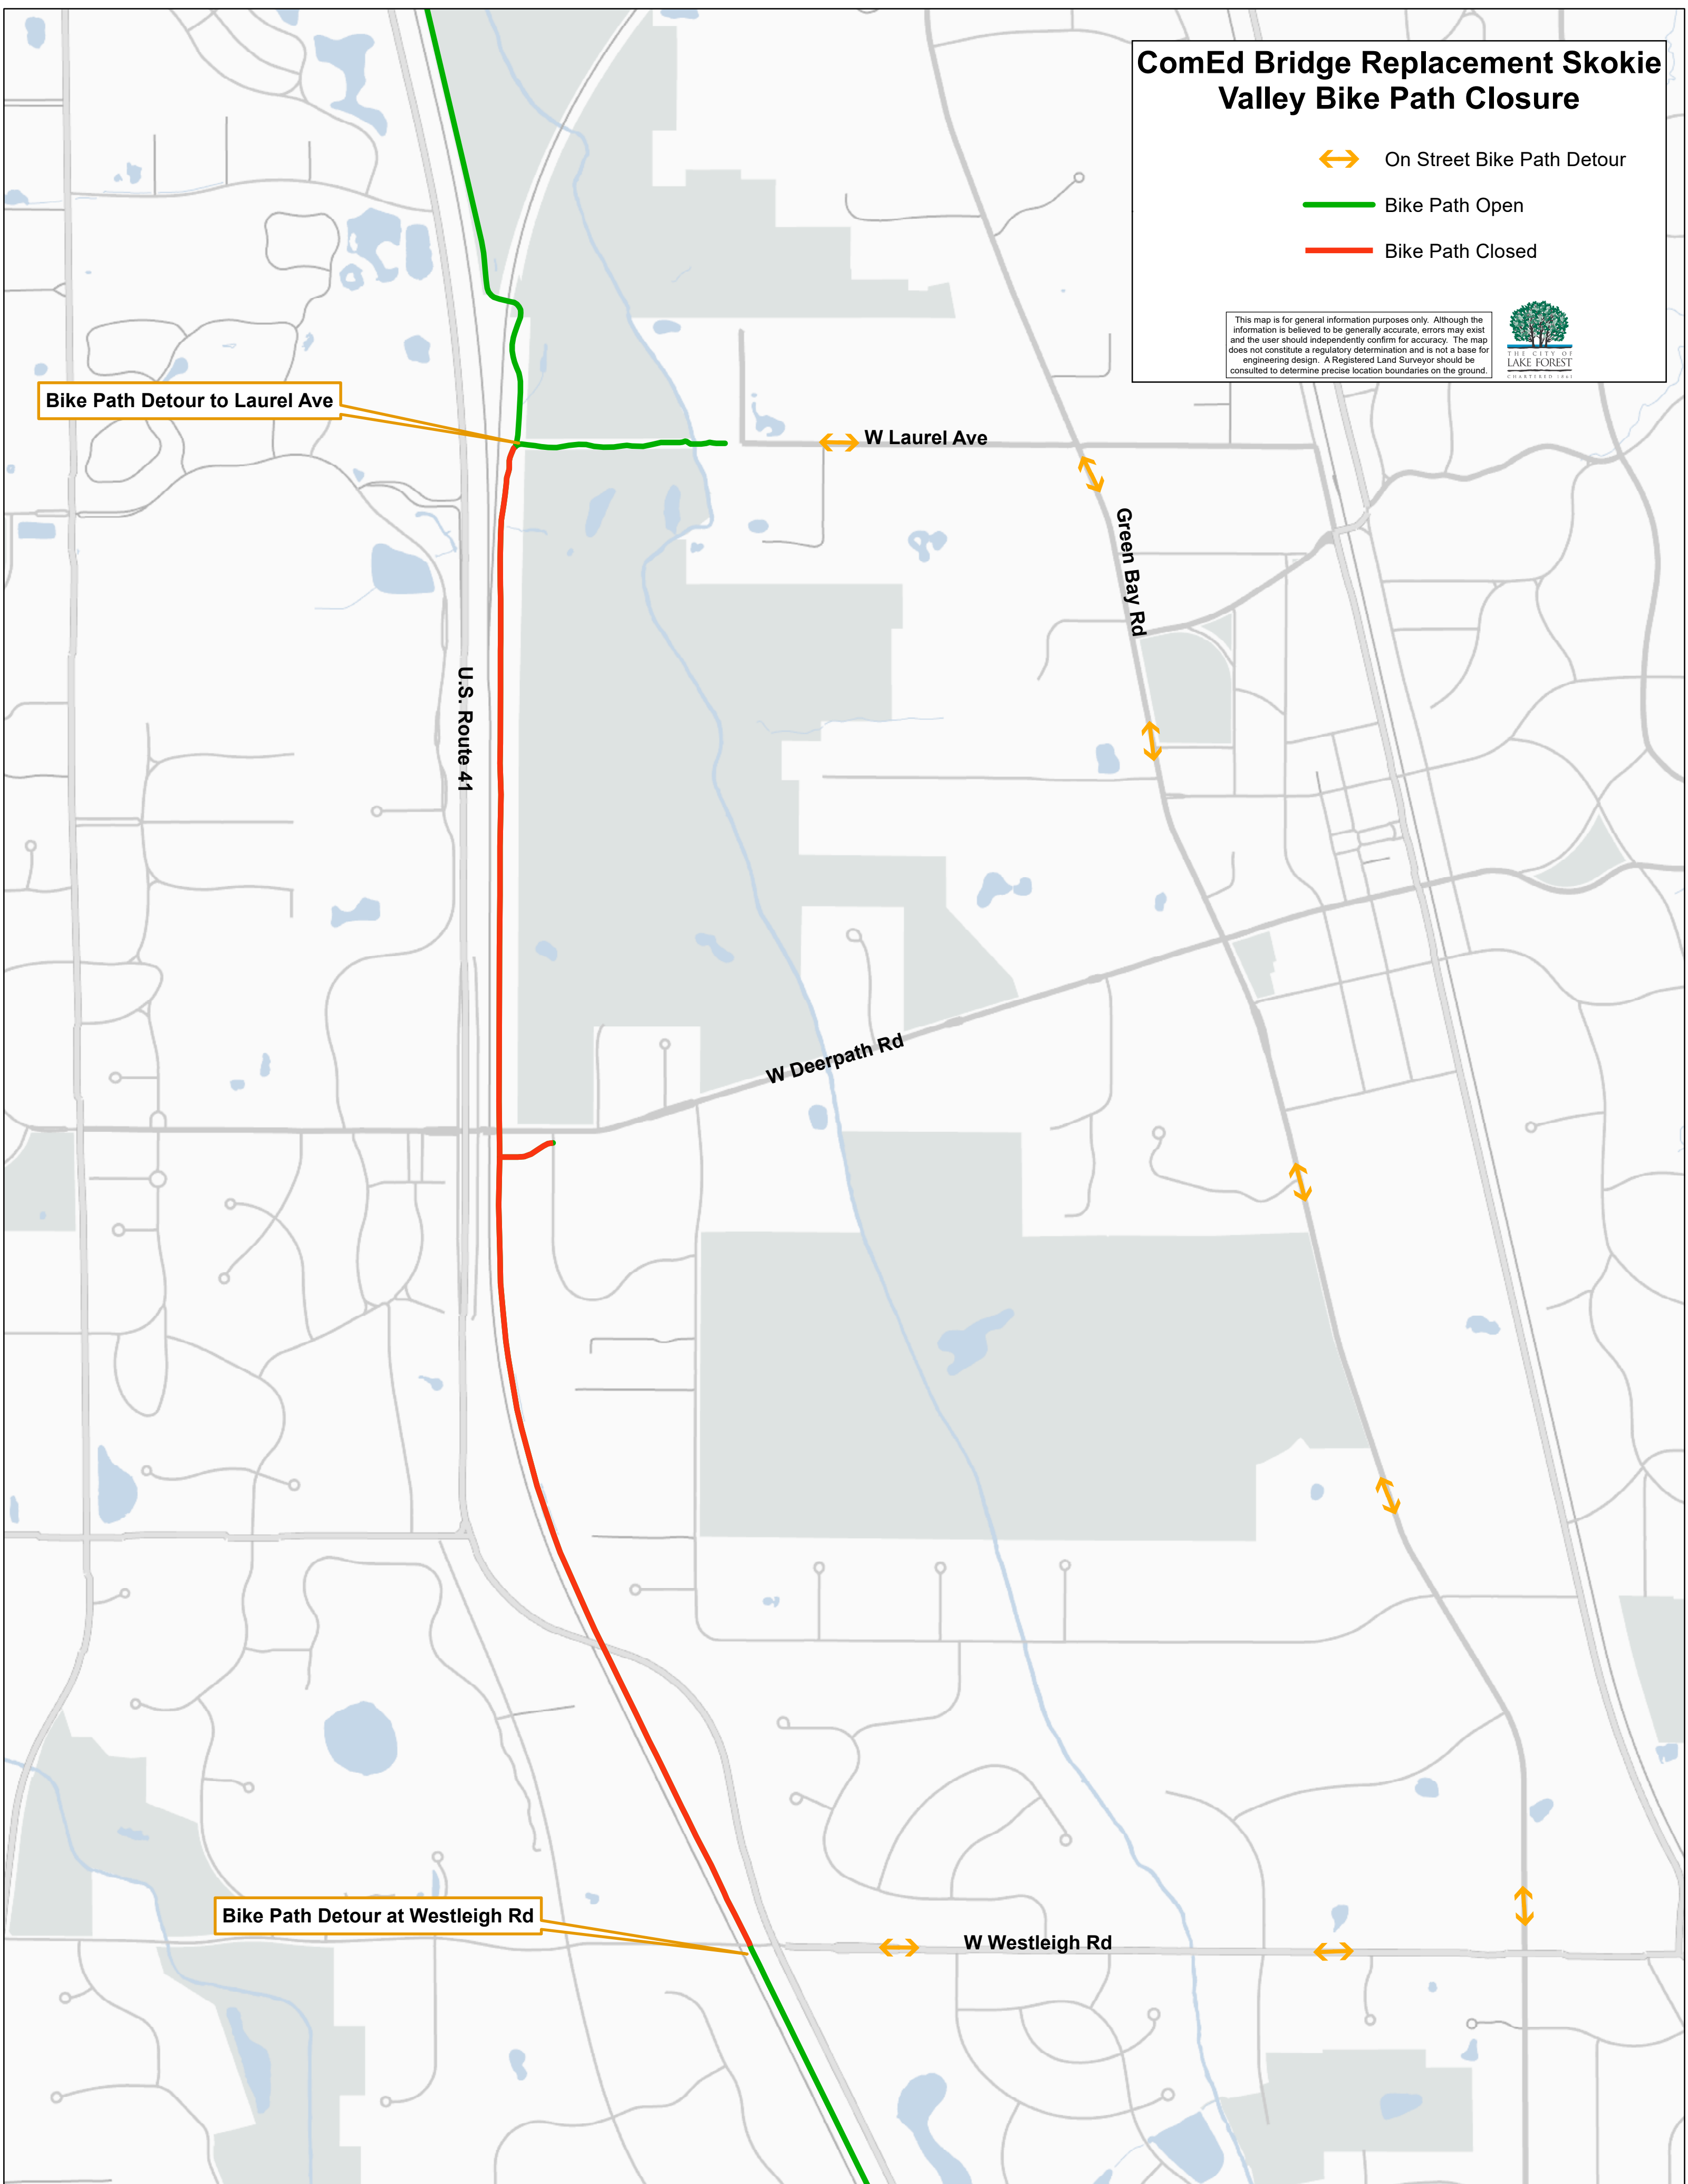 ComEd Bridge Replacement Skokie
Valley Bike Path Closure
On Street Bike Path Detour
Bike Path Open
Bike Path Closed
This map is for general information purposes only. Although the
information is believed to be generally accurate, errors may exist
and the user should independently confirm for accuracy. The map
does not constitute a regulatory determination and is not a base for
engineering design. A Registered Land Surveyor should be
consulted to determine precise location boundaries on the ground.
THE CITY OF
LAKE FOREST
CHARTERED 1861
Bike Path Detour to Laurel Ave
W Laurel Ave
Green Bay Rd
U.S. Route 41
W Deerpath Rd
Bike Path Detour at Westleigh Rd
W Westleigh Rd